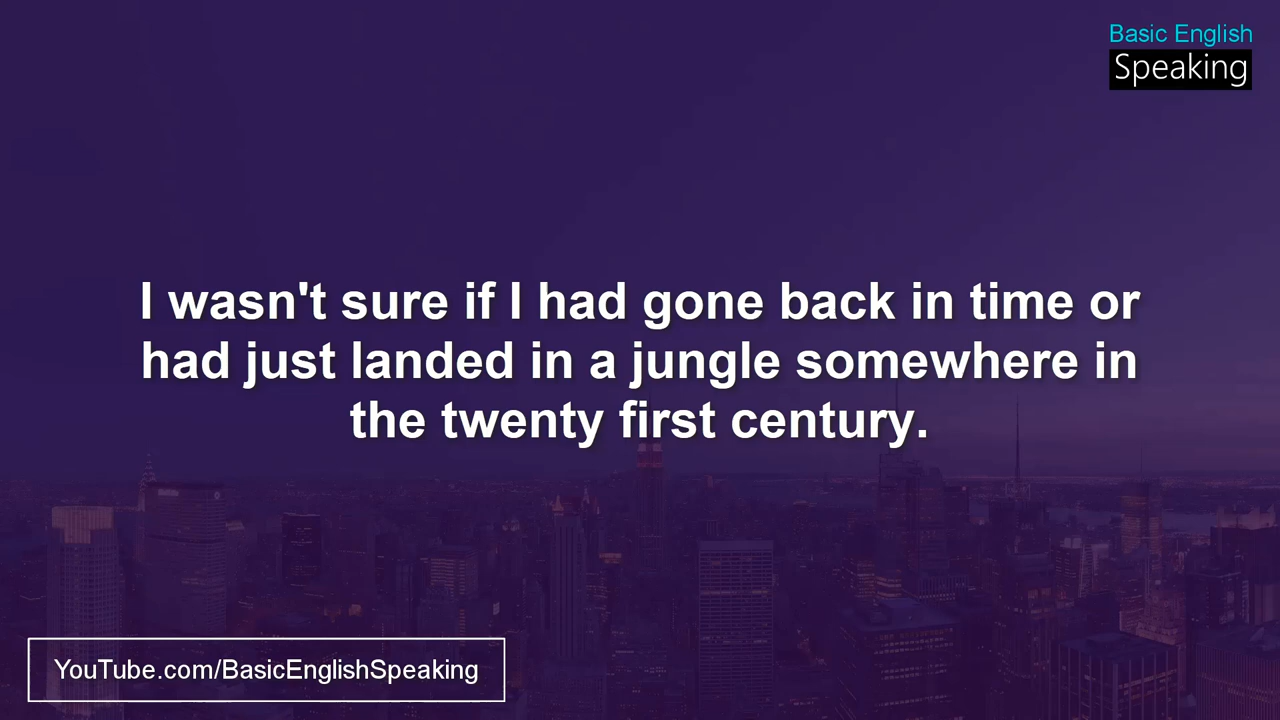 Basic English
Speaking
I wasn't sure if I had gone back in time or
had just landed in a jungle somewhere in
the twenty first century.
YouTube.com/BasicEnglishSpeaking